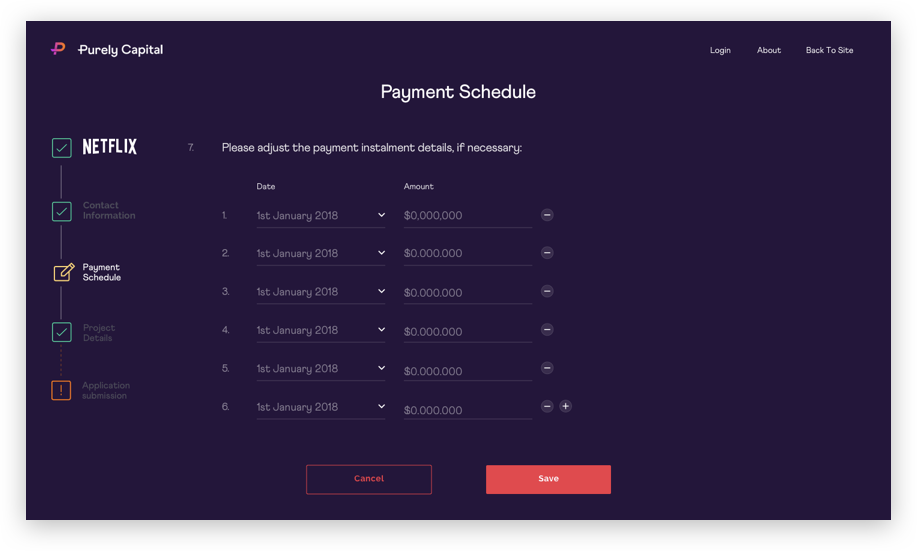 Purely Capital
Login About Back To Site
Payment Schedule
NETFLIX
7. Please adjust the payment instalment details, if necessary:
Contact
Information
Payment
Schedule
Project
Details
Application
submission
Date Amount
1. 1st January 2018 $0,000,000
2. 1st January 2018 $0.000.000
3. 1st January 2018 $0.000.000
4. 1st January 2018 $0.000.000
5. 1st January 2018 $0.000.000
6. 1st January 2018 $0.000.000
Cancel Save